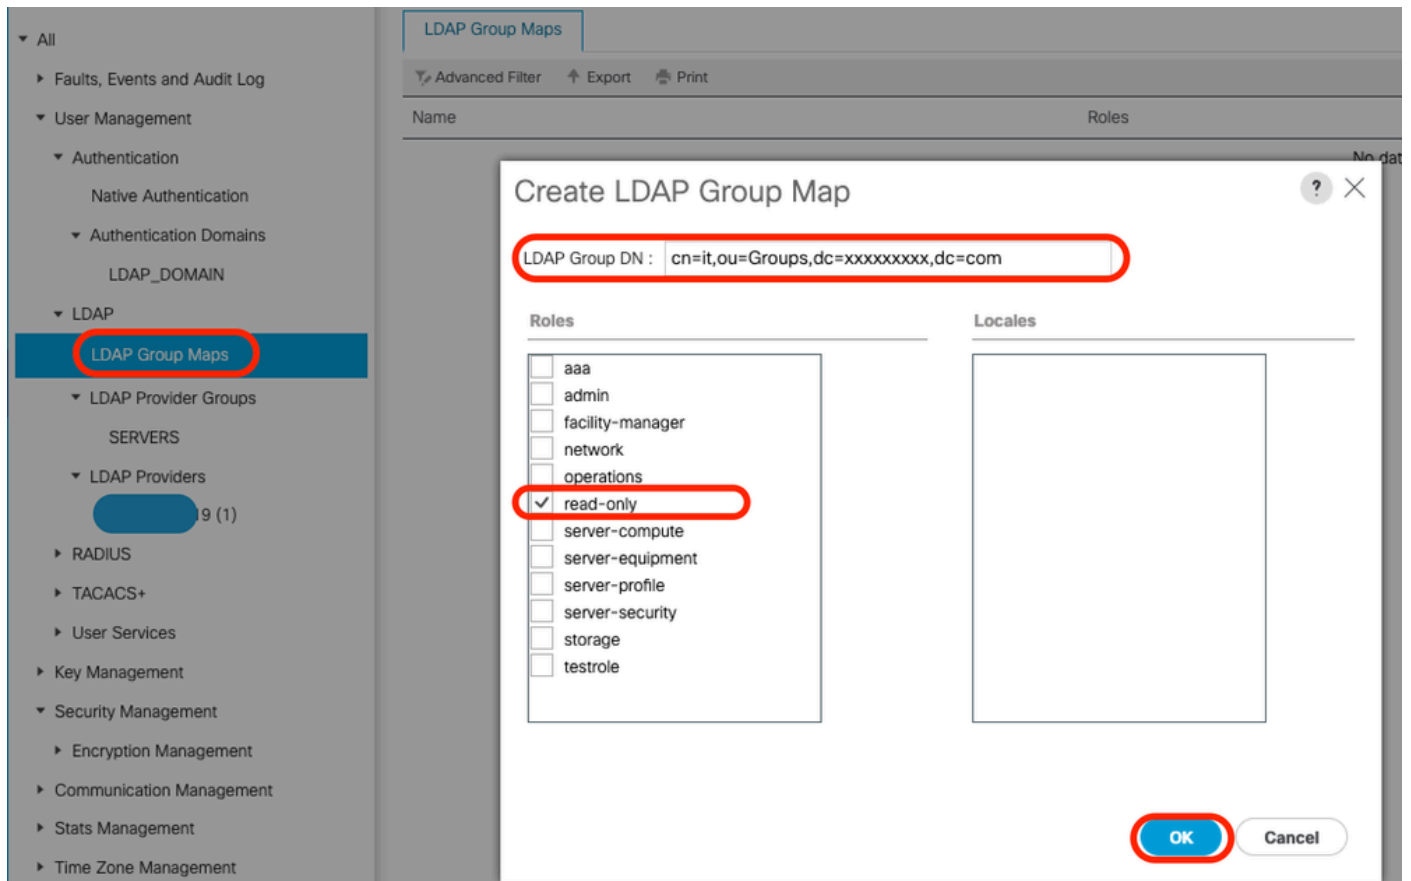 All
Faults, Events and Audit Log
User Management
Authentication
Native Authentication
Authentication Domains
LDAP_DOMAIN
LDAP
LDAP Group Maps
LDAP Provider Groups
SERVERS
LDAP Providers
9 (1)
RADIUS
TACACS+
User Services
Key Management
Security Management
Encryption Management
Communication Management
Stats Management
Time Zone Management
LDAP Group Maps
Advanced Filter Export Print
Name Roles
No dat
Create LDAP Group Map ?
LDAP Group DN : cn=it,ou=Groups,dc=xxxxxxxxx,dc=com
Roles Locales
aaa
admin
facility-manager
network
operations
read-only
server-compute
server-equipment
server-profile
server-security
storage
testrole
OK Cancel